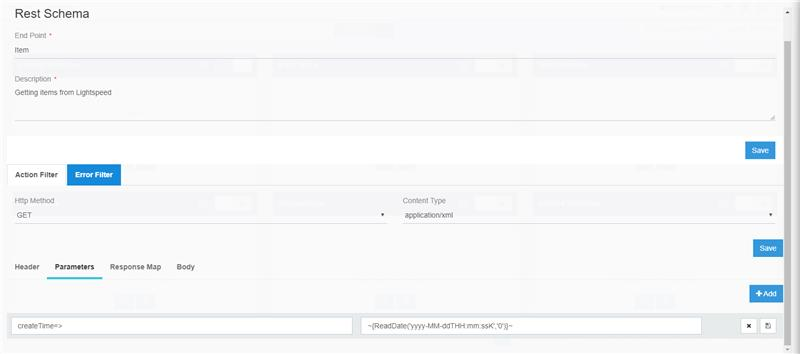 Rest Schema
End Point *
Item
Description *
Getting items from Lightspeed
Save
Action Filter Error Filter
Http Method Content Type
GET application/xml
Save
Header Parameters Response Map Body
+ Add
createTime=> ~{ReadDate('yyyy-MM-ddTHH:mm:ssK','0')}~